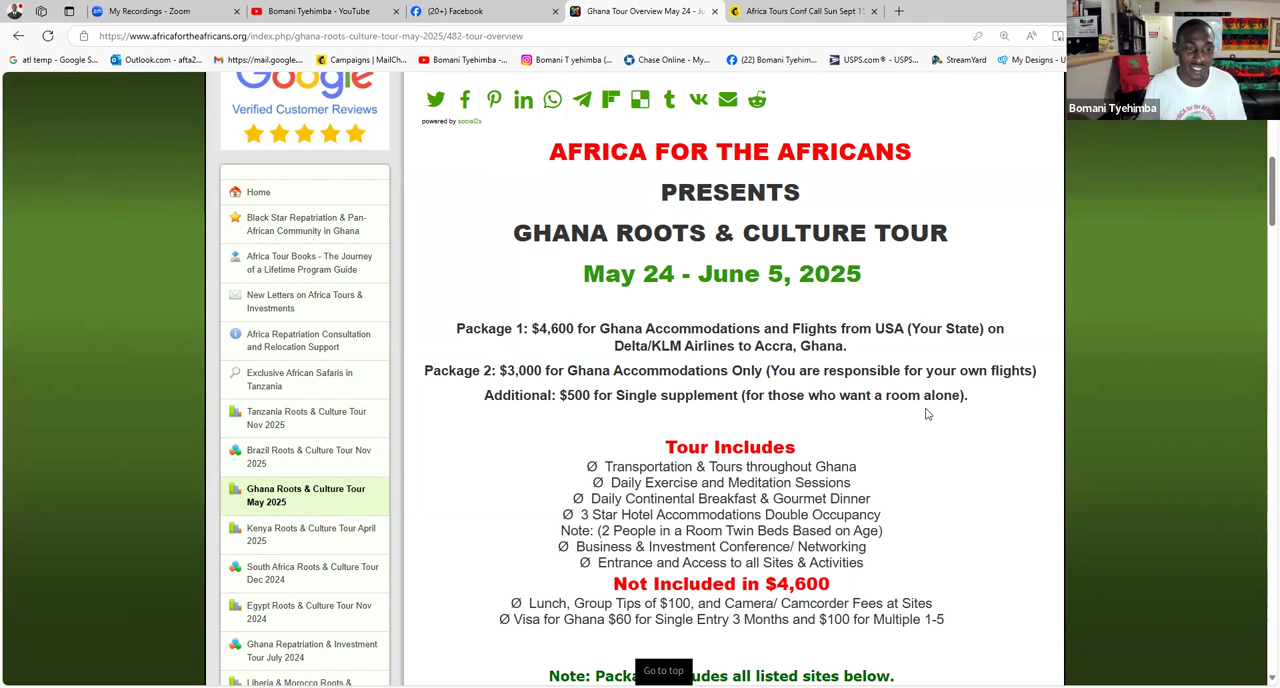 My Recordings - Zoom
Bomani Tyehimba - YouTube
(20+) Facebook
Ghana Tour Overview May 24 - Ju
Africa Tours Conf Call Sun Sept 1
https://www.africafortheafricans.org/index.php/ghana-roots-culture-tour-may-2025/482-tour-overview
atl temp - Google S...
Outlook.com - afta2...
https://mail.google....
Campaigns | MailCh...
Bomani Tyehimba -...
Bomani T yehimba (...
Chase Online - My...
(22) Bomani Tyehim...
USPS.com® - USPS...
StreamYard
My Designs - U
Bomani Tyehimba
Google
Verified Customer Reviews
powered by social2s
Home
Black Star Repatriation & Pan-
African Community in Ghana
Africa Tour Books - The Journey
of a Lifetime Program Guide
New Letters on Africa Tours &
Investments
Africa Repatriation Consultation
and Relocation Support
Exclusive African Safaris in
Tanzania
Tanzania Roots & Culture Tour
Nov 2025
Brazil Roots & Culture Tour Nov
2025
Ghana Roots & Culture Tour
May 2025
Kenya Roots & Culture Tour April
2025
South Africa Roots & Culture Tour
Dec 2024
Egypt Roots & Culture Tour Nov
2024
Ghana Repatriation & Investment
Tour July 2024
Liberia & Morocco Roots &
AFRICA FOR THE AFRICANS
PRESENTS
GHANA ROOTS & CULTURE TOUR
May 24 - June 5, 2025
Package 1: $4,600 for Ghana Accommodations and Flights from USA (Your State) on
Delta/KLM Airlines to Accra, Ghana.
Package 2: $3,000 for Ghana Accommodations Only (You are responsible for your own flights)
Additional: $500 for Single supplement (for those who want a room alone).
Tour Includes
Ø Transportation & Tours throughout Ghana
Ø Daily Exercise and Meditation Sessions
Ø Daily Continental Breakfast & Gourmet Dinner
Ø 3 Star Hotel Accommodations Double Occupancy
Note: (2 People in a Room Twin Beds Based on Age)
Ø Business & Investment Conference/ Networking
Ø Entrance and Access to all Sites & Activities
Not Included in $4,600
Ø Lunch, Group Tips of $100, and Camera/ Camcorder Fees at Sites
Ø Visa for Ghana $60 for Single Entry 3 Months and $100 for Multiple 1-5
Go to top
Note: Packa udes all listed sites below.